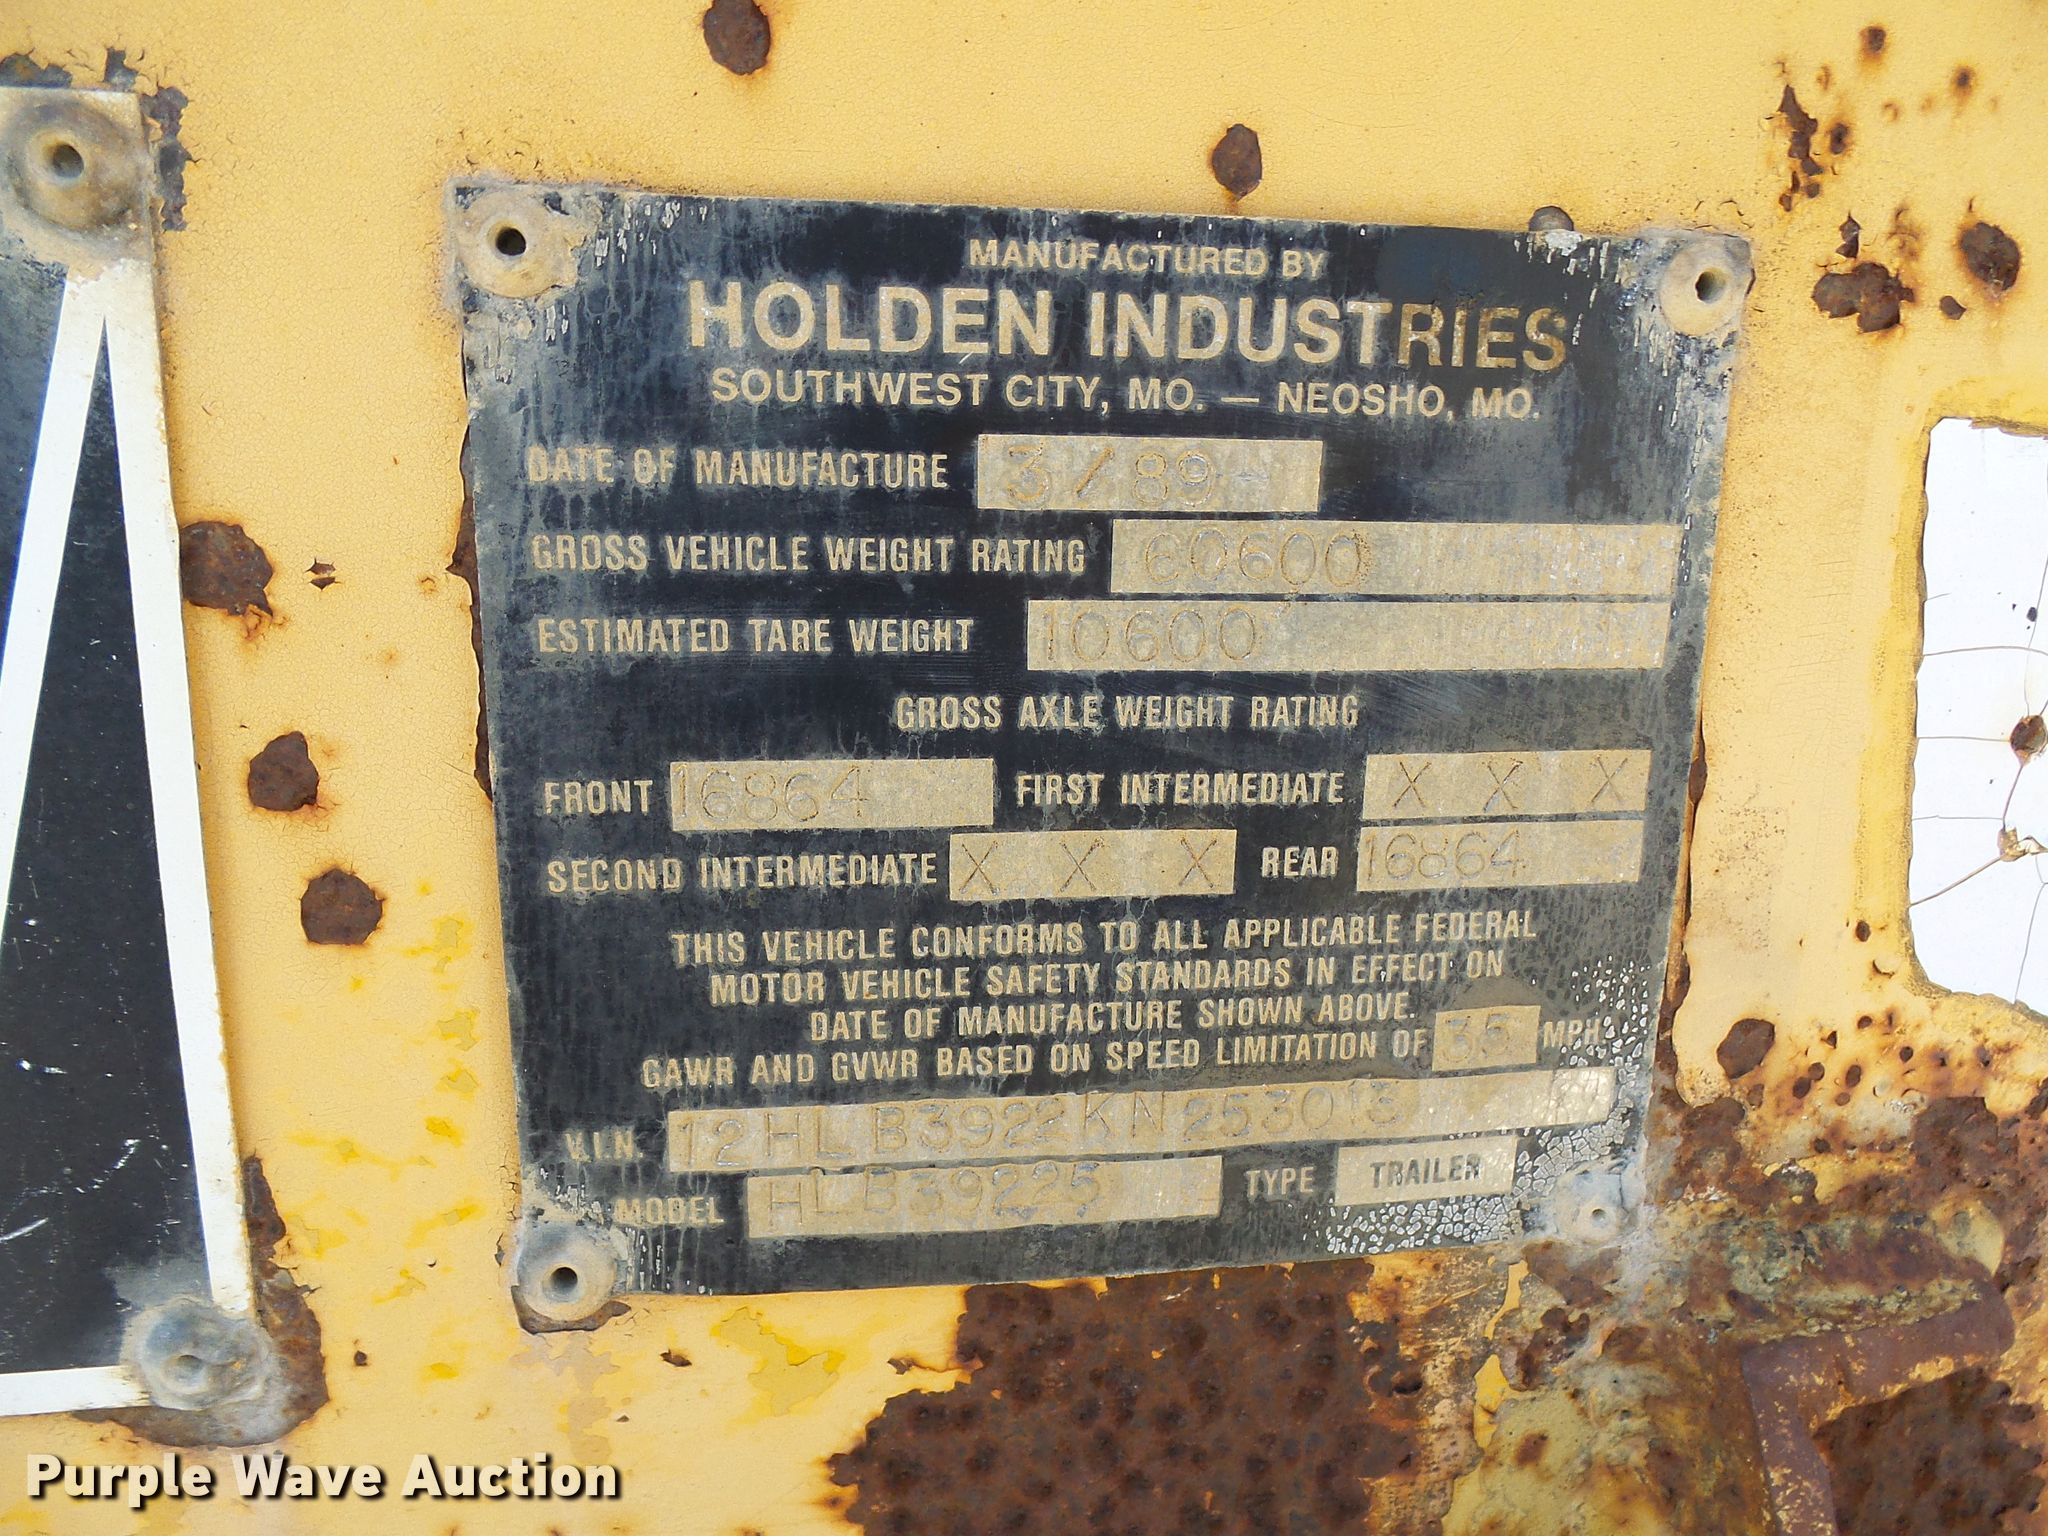 MANUFACTURED BY
HOLDEN INDUSTRIES
SOUTHWEST CITY, MO. — NEOSHO, MO.
DATE OF MANUFACTURE 3/89
GROSS VEHICLE WEIGHT RATING 60600
ESTIMATED TARE WEIGHT 10600
GROSS AXLE WEIGHT RATING
FRONT 16864 FIRST INTERMEDIATE X X X
SECOND INTERMEDIATE X X X REAR 16864
THIS VEHICLE CONFORMS TO ALL APPLICABLE FEDERAL
MOTOR VEHICLE SAFETY STANDARDS IN EFFECT ON
DATE OF MANUFACTURE SHOWN ABOVE.
GAWR AND GVWR BASED ON SPEED LIMITATION OF 35 MPH
V.I.N. 12HLB3922KN253013
MODEL HLB39225 TYPE TRAILER
Purple Wave Auction